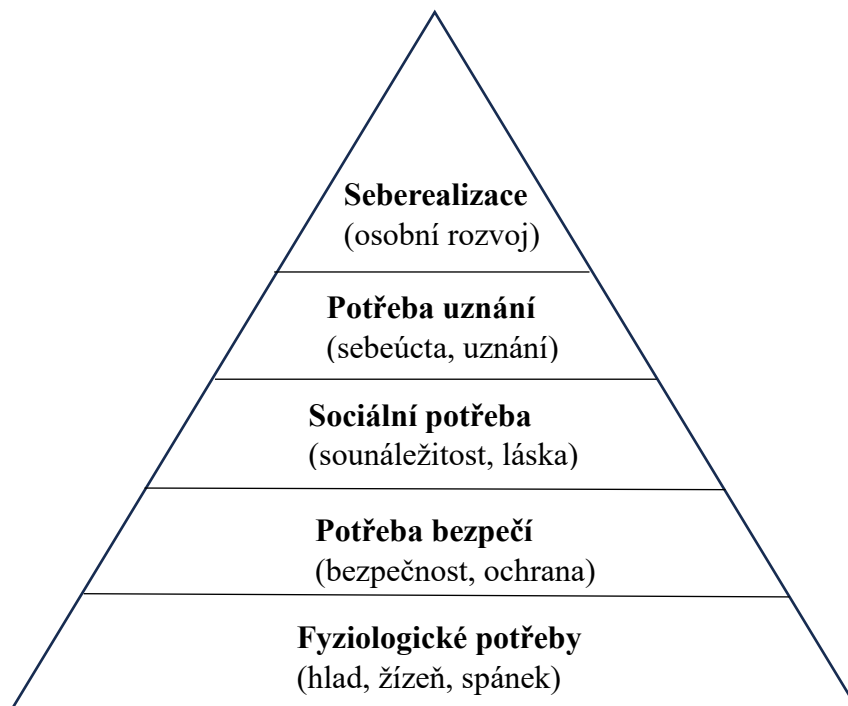 Seberealizace
(osobní rozvoj)
Potřeba uznání
(sebeúcta, uznání)
Sociální potřeba
(sounáležitost, láska)
Potřeba bezpečí
(bezpečnost, ochrana)
Fyziologické potřeby
(hlad, žízeň, spánek)